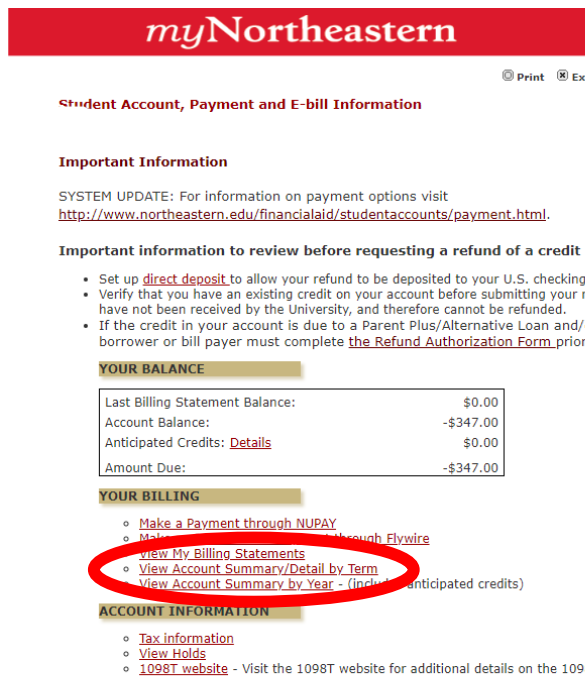 myNortheastern
Print Ex
Student Account, Payment and E-bill Information
Important Information
SYSTEM UPDATE: For information on payment options visit
http://www.northeastern.edu/financialaid/studentaccounts/payment.html.
Important information to review before requesting a refund of a credit
• Set up direct deposit to allow your refund to be deposited to your U.S. checking
• Verify that you have an existing credit on your account before submitting your
have not been received by the University, and therefore cannot be refunded.
• If the credit in your account is due to a Parent Plus/Alternative Loan and/
borrower or bill payer must complete the Refund Authorization Form prior
YOUR BALANCE
Last Billing Statement Balance: $0.00
Account Balance: -$347.00
Anticipated Credits: Details $0.00
Amount Due: -$347.00
YOUR BILLING
Make a Payment through NUPAY
through Flywire
View My Billing Statements
View Account Summary/Detail by Term
View Account Summary by Year - anticipated credits)
ACCOUNT INFORMATION
Tax information
View Holds
1098T website - Visit the 1098T website for additional details on the 109